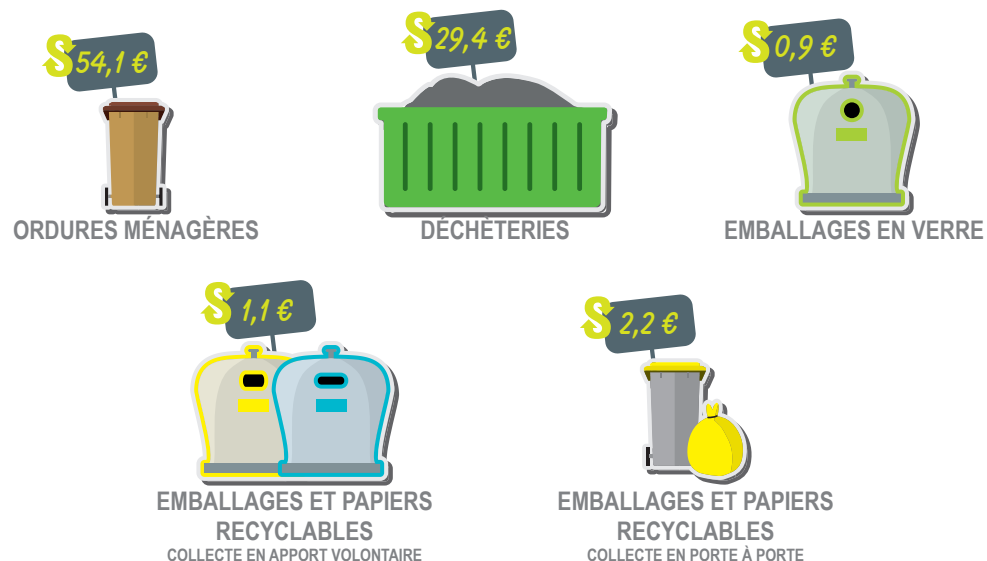 54,1 €
ORDURES MÉNAGÈRES
29,4 €
DÉCHÈTERIES
0,9 €
EMBALLAGES EN VERRE
1,1 €
EMBALLAGES ET PAPIERS
RECYCLABLES
COLLECTE EN APPORT VOLONTAIRE
2,2 €
EMBALLAGES ET PAPIERS
RECYCLABLES
COLLECTE EN PORTE À PORTE